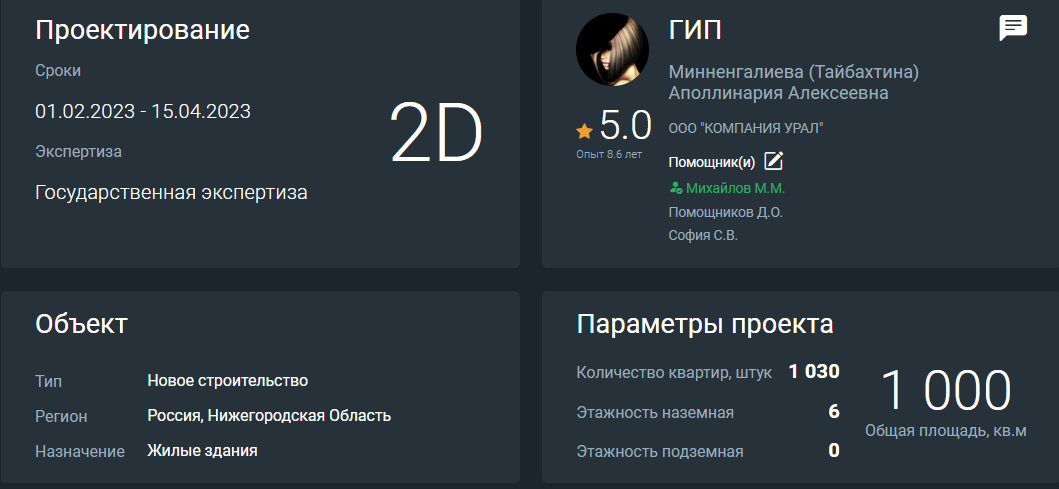 Проектирование
Сроки
01.02.2023 - 15.04.2023
Экспертиза
Государственная экспертиза
2D
ГИП
Минненгалиева (Тайбахтина)
Аполлинария Алексеевна
5.0
Опыт 8.6 лет
ООО "КОМПАНИЯ УРАЛ"
Помощник(и)
Михайлов М.М.
Помощников Д.О.
София С.В.
Объект
Тип Новое строительство
Регион Россия, Нижегородская Область
Назначение Жилые здания
Параметры проекта
Количество квартир, штук 1 030
Этажность наземная 6
Этажность подземная 0
1 000
Общая площадь, кв.м